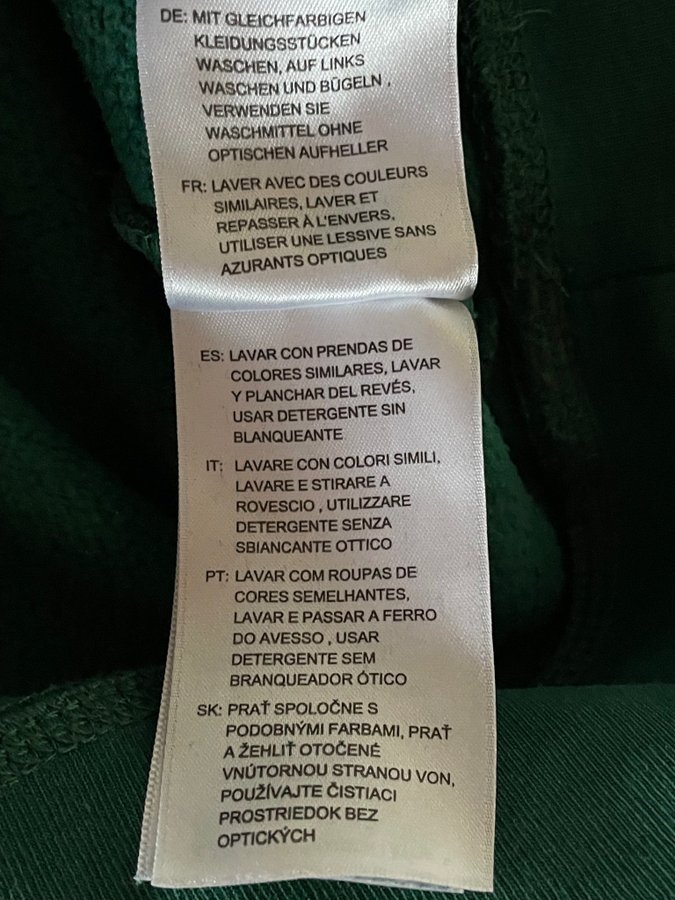 DE: MIT GLEICHFARBIGEN
KLEIDUNGSSTÜCKEN
WASCHEN, AUF LINKS
WASCHEN UND BÜGELN ,
VERWENDEN SIE
WASCHMITTEL OHNE
OPTISCHEN AUFHELLER
FR: LAVER AVEC DES COULEURS
SIMILAIRES, LAVER ET
REPASSER À L'ENVERS,
UTILISER UNE LESSIVE SANS
AZURANTS OPTIQUES
ES: LAVAR CON PRENDAS DE
COLORES SIMILARES, LAVAR
Y PLANCHAR DEL REVÉS,
USAR DETERGENTE SIN
BLANQUEANTE
IT: LAVARE CON COLORI SIMILI,
LAVARE E STIRARE A
ROVESCIO , UTILIZZARE
DETERGENTE SENZA
SBIANCANTE OTTICO
PT: LAVAR COM ROUPAS DE
CORES SEMELHANTES,
LAVAR E PASSAR A FERRO
DO AVESSO , USAR
DETERGENTE SEM
BRANQUEADOR ÓTICO
SK: PRAŤ SPOLOČNE S
PODOBNÝMI FARBAMI, PRAŤ
A ŽEHLIŤ OTOČENÉ
VNÚTORNOU STRANOU VON,
POUŽÍVAJTE ČISTIACI
PROSTRIEDOK BEZ
OPTICKÝCH